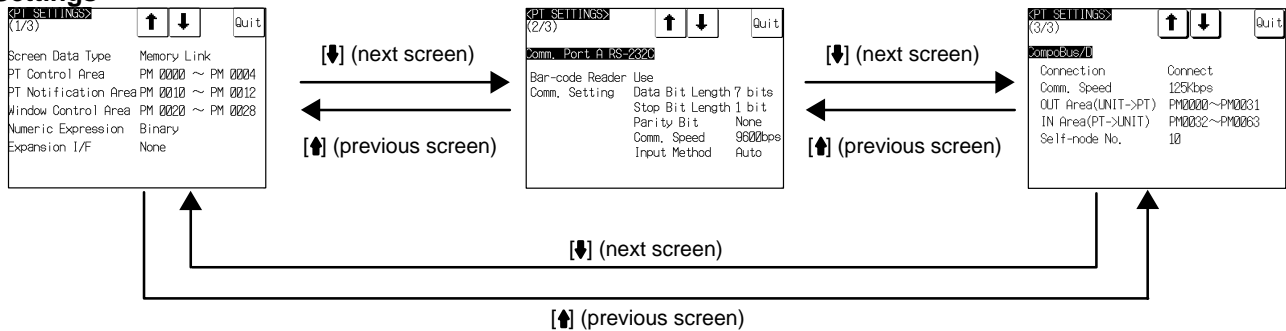 <PT SETTINGS>
(1/3)
Quit
Screen Data Type Memory Link
PT Control Area PM 0000 ~ PM 0004
PT Notification Area PM 0010 ~ PM 0012
Window Control Area PM 0020 ~ PM 0028
Numeric Expression Binary
Expansion I/F None
[⬇] (next screen)
[⬆] (previous screen)
<PT SETTINGS>
(2/3)
Quit
Comm. Port A RS-232C
Bar-code Reader Use
Comm. Setting Data Bit Length 7 bits
Stop Bit Length 1 bit
Parity Bit None
Comm. Speed 9600bps
Input Method Auto
[⬇] (next screen)
[⬆] (previous screen)
<PT SETTINGS>
(3/3)
Quit
CompoBus/D
Connection Connect
Comm. Speed 125Kbps
OUT Area(UNIT->PT) PM0000~PM0031
IN Area(PT->UNIT) PM0032~PM0063
Self-node No. 10
[⬇] (next screen)
[⬆] (previous screen)